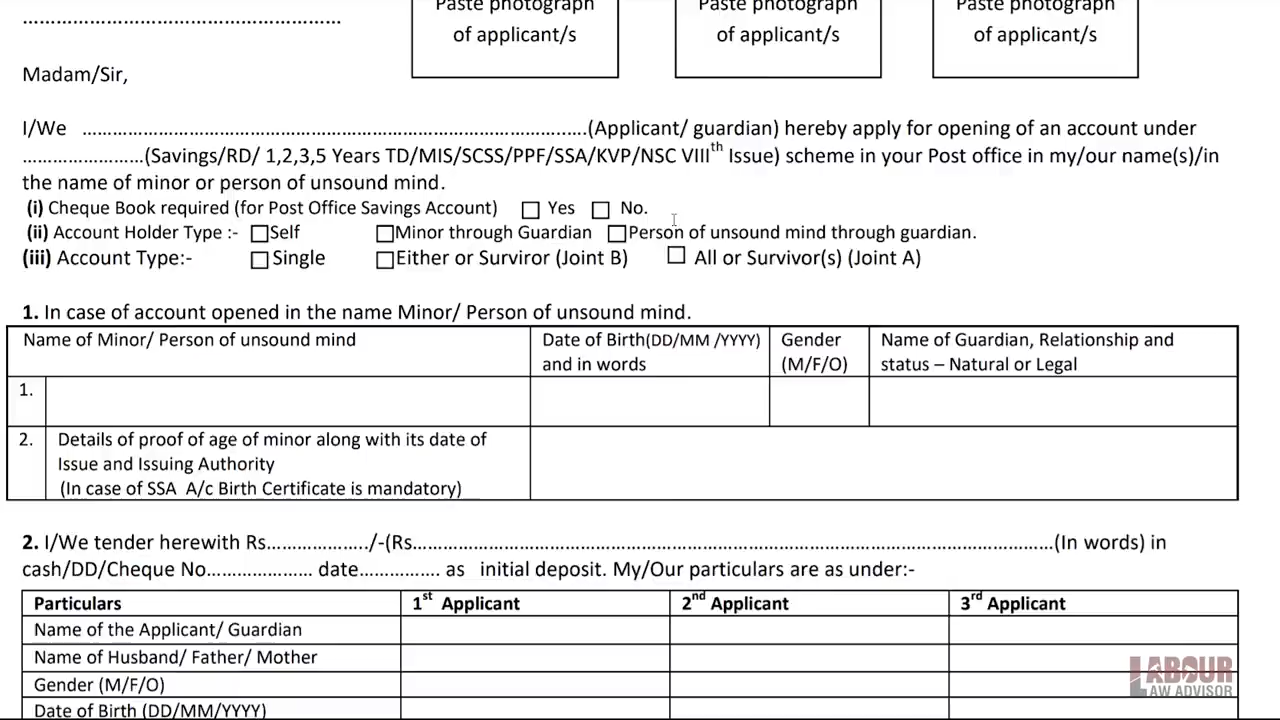 ………………………………………
Paste photograph Paste photograph Paste photograph
of applicant/s of applicant/s of applicant/s
Madam/Sir,
I/We ………………………………………………………..….(Applicant/ guardian) hereby apply for opening of an account under
……………………(Savings/RD/ 1,2,3,5 Years TD/MIS/SCSS/PPF/SSA/KVP/NSC VIIIth Issue) scheme in your Post office in my/our name(s)/in
the name of minor or person of unsound mind.
(i) Cheque Book required (for Post Office Savings Account) ☐ Yes ☐ No.
(ii) Account Holder Type :- ☐Self ☐Minor through Guardian ☐Person of unsound mind through guardian.
(iii) Account Type:- ☐Single ☐Either or Surviror (Joint B) ☐ All or Survivor(s) (Joint A)
1. In case of account opened in the name Minor/ Person of unsound mind.
Name of Minor/ Person of unsound mind Date of Birth(DD/MM /YYYY) Gender Name of Guardian, Relationship and
and in words (M/F/O) status – Natural or Legal
1.
2. Details of proof of age of minor along with its date of
Issue and Issuing Authority
(In case of SSA A/c Birth Certificate is mandatory)
2. I/We tender herewith Rs………………../-(Rs…………………………………………………………………………(In words) in
cash/DD/Cheque No………………… date……………. as initial deposit. My/Our particulars are as under:-
Particulars 1st Applicant 2nd Applicant 3rd Applicant
Name of the Applicant/ Guardian
Name of Husband/ Father/ Mother
Gender (M/F/O)
Date of Birth (DD/MM/YYYY)
LABOUR
LAW ADVISOR